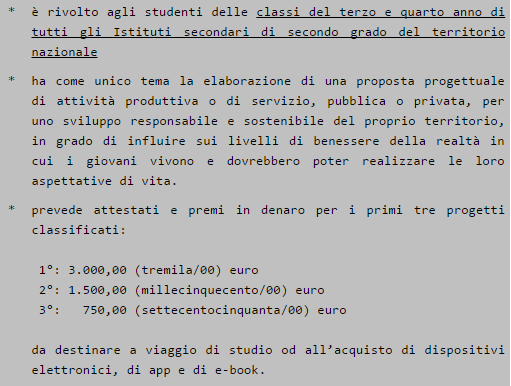 * è rivolto agli studenti delle classi del terzo e quarto anno di
tutti gli Istituti secondari di secondo grado del territorio
nazionale
* ha come unico tema la elaborazione di una proposta progettuale
di attività produttiva o di servizio, pubblica o privata, per
uno sviluppo responsabile e sostenibile del proprio territorio,
in grado di influire sui livelli di benessere della realtà in
cui i giovani vivono e dovrebbero poter realizzare le loro
aspettative di vita.
* prevede attestati e premi in denaro per i primi tre progetti
classificati:
1°: 3.000,00 (tremila/00) euro
2°: 1.500,00 (millecinquecento/00) euro
3°: 750,00 (settecentocinquanta/00) euro
da destinare a viaggio di studio od all’acquisto di dispositivi
elettronici, di app e di e-book.